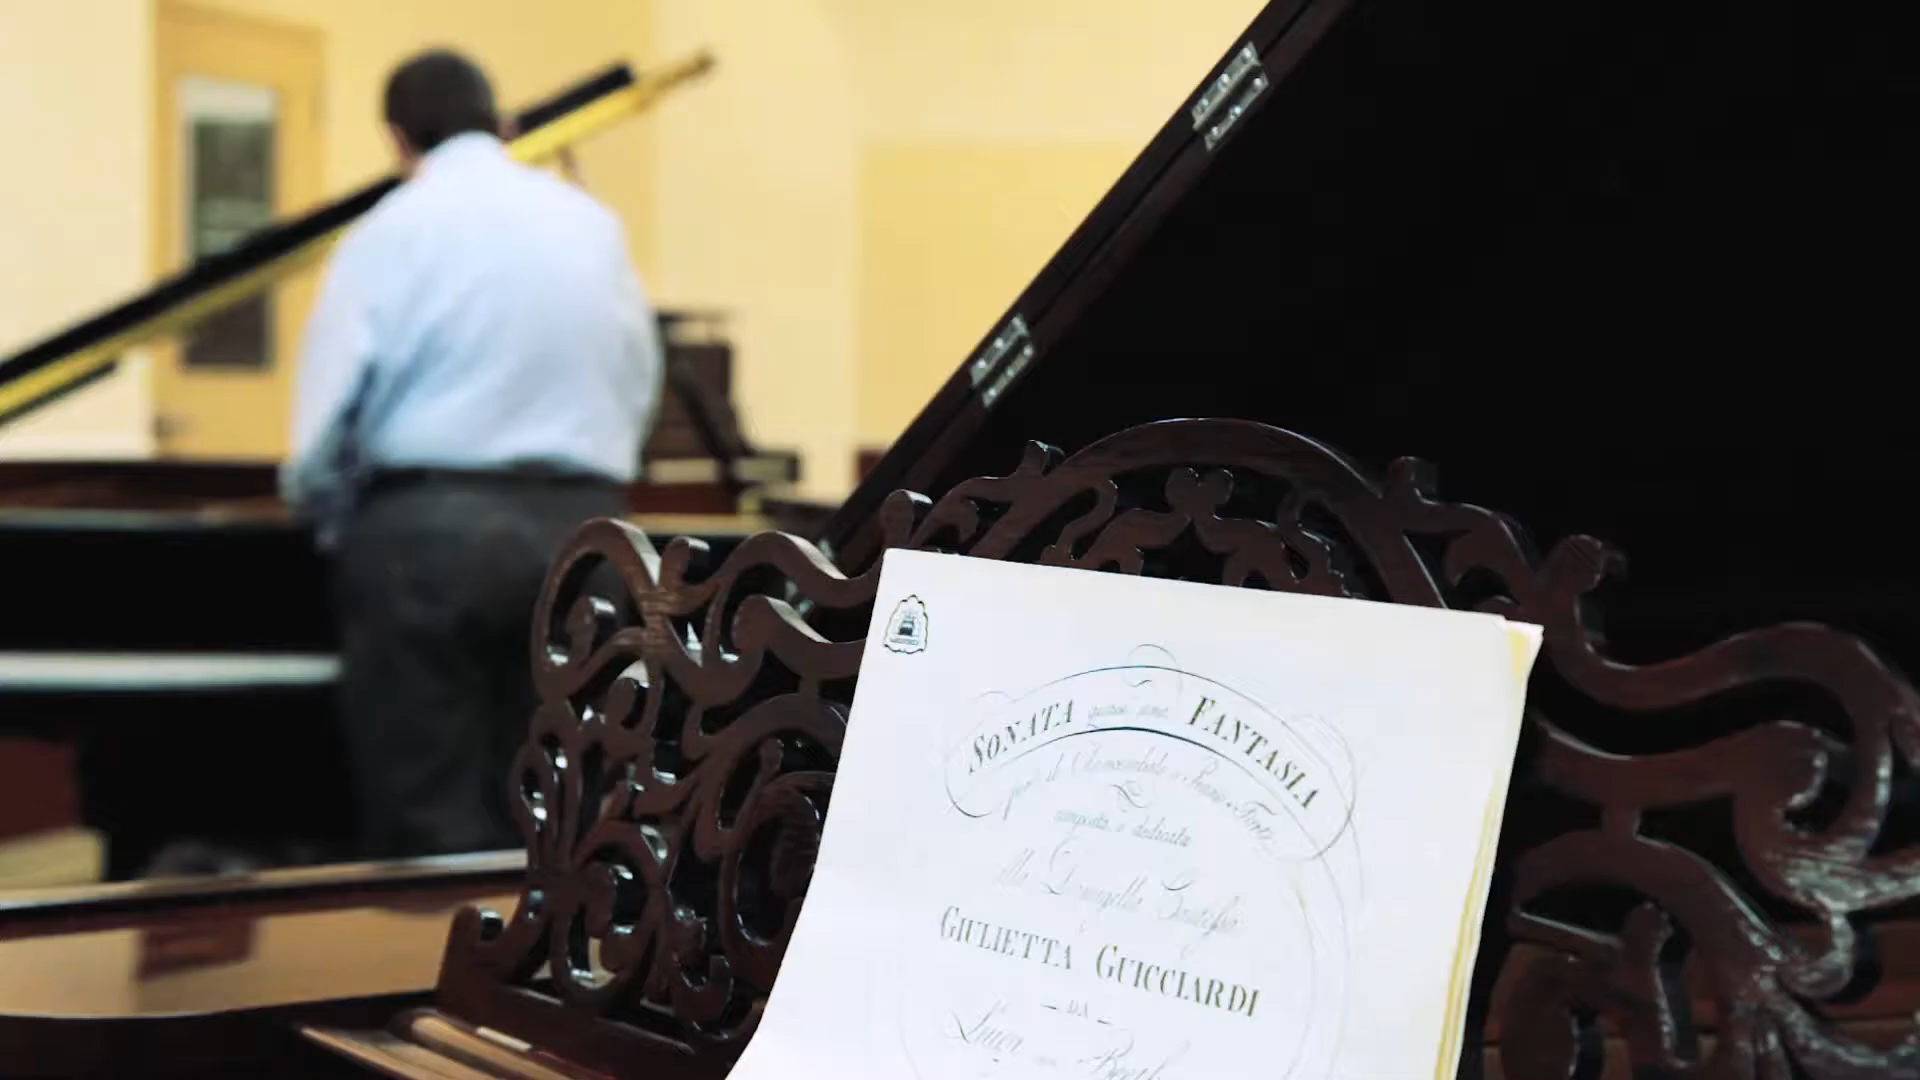 SONATA quasi una FANTASIA
per il Clavicembalo o Piano-Forte
composta, e dedicata
alla Damigella Contessa
GIULIETTA GUICCIARDI
— DA —
Luigi van